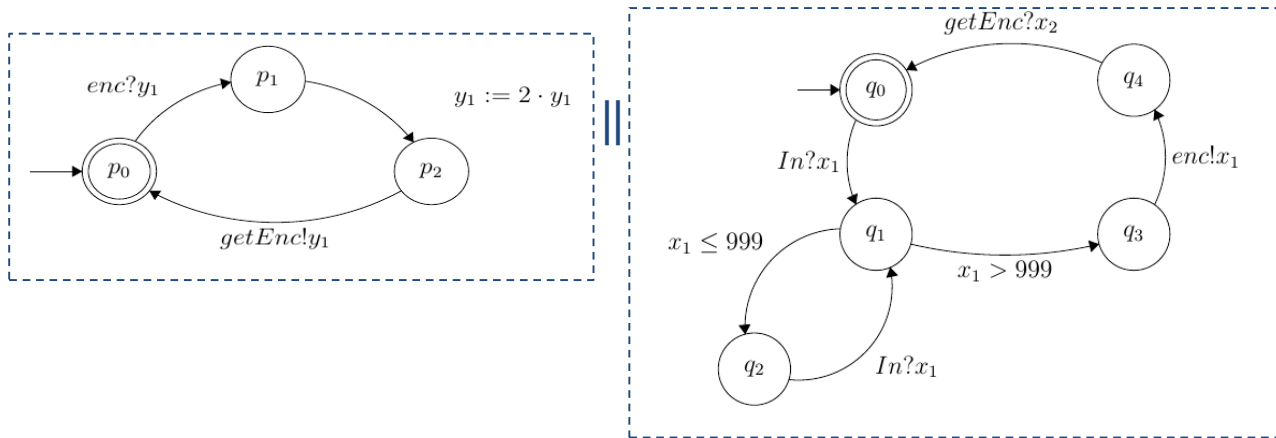 enc?y₁
p₁
y₁ := 2 · y₁
p₀
p₂
getEnc!y₁
||
getEnc?x₂
q₀
q₄
In?x₁
enc!x₁
q₁
q₃
x₁ ≤ 999
x₁ > 999
q₂
In?x₁